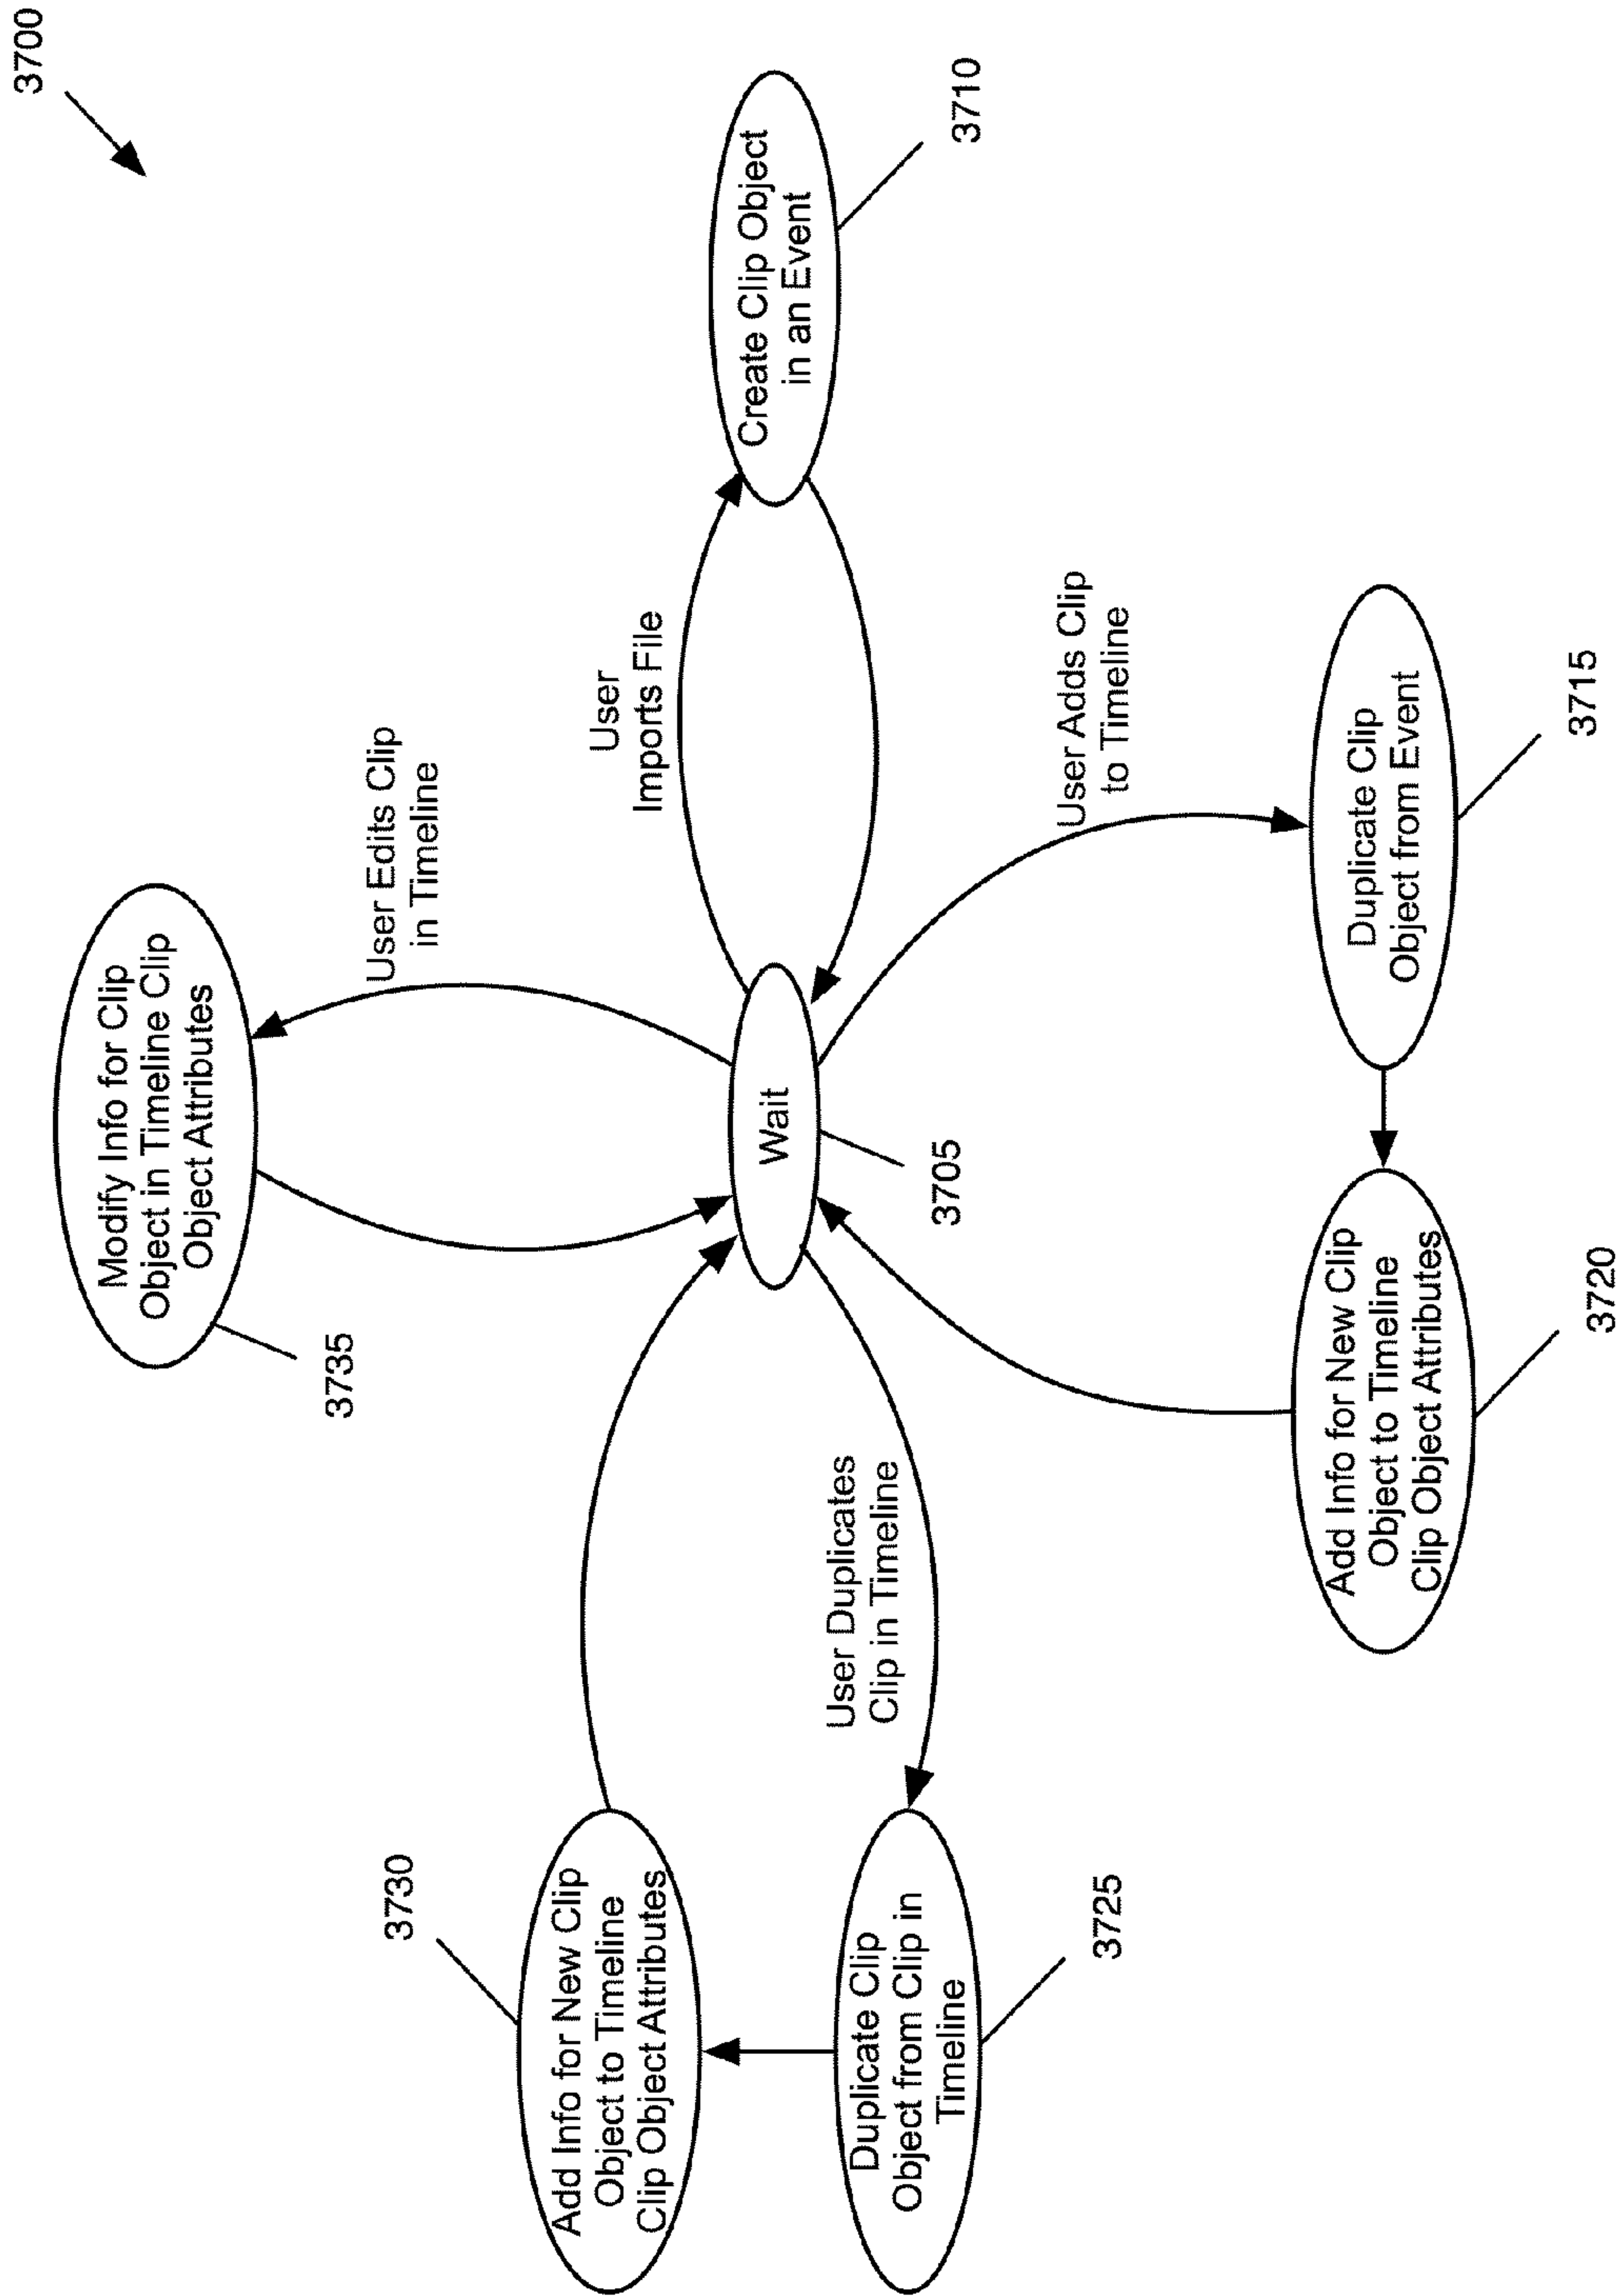 3700
Modify Info for Clip
Object in Timeline Clip
Object Attributes
3735
User Edits Clip
in Timeline
3730
Add Info for New Clip
Object to Timeline
Clip Object Attributes
User
Imports File
Create Clip Object
in an Event
3710
Wait
3705
User Duplicates
Clip in Timeline
Duplicate Clip
Object from Clip in
Timeline
3725
User Adds Clip
to Timeline
Add Info for New Clip
Object to Timeline
Clip Object Attributes
3720
Duplicate Clip
Object from Event
3715